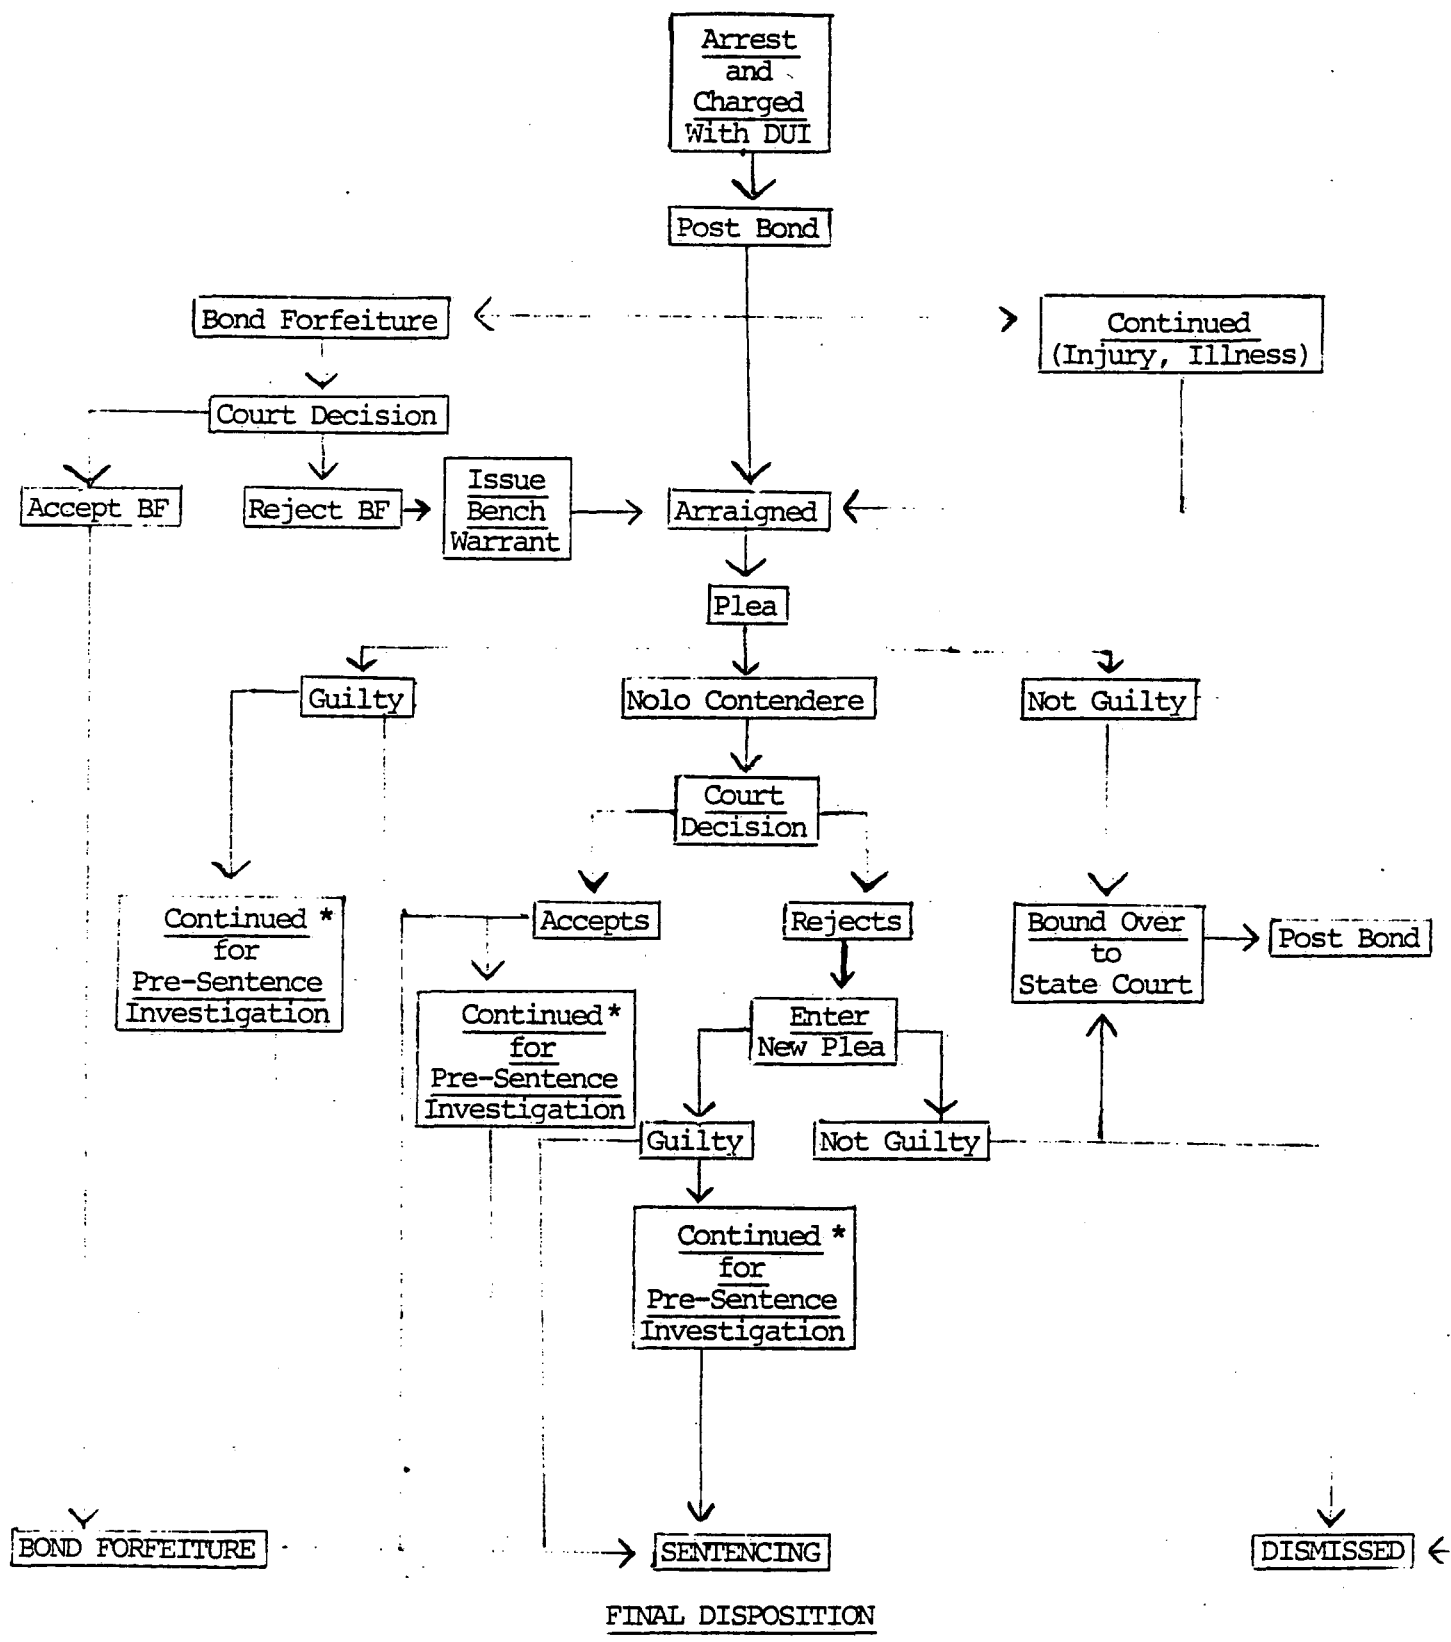 Arrest
and
Charged
With DUI
Post Bond
Bond Forfeiture
Continued
(Injury, Illness)
Court Decision
Accept BF
Reject BF
Issue
Bench
Warrant
Arraigned
Plea
Guilty
Nolo Contendere
Not Guilty
Court
Decision
Continued *
for
Pre-Sentence
Investigation
Accepts
Rejects
Bound Over
to
State Court
Post Bond
Continued *
for
Pre-Sentence
Investigation
Enter
New Plea
Guilty
Not Guilty
Continued *
for
Pre-Sentence
Investigation
BOND FORFEITURE
SENTENCING
DISMISSED
FINAL DISPOSITION